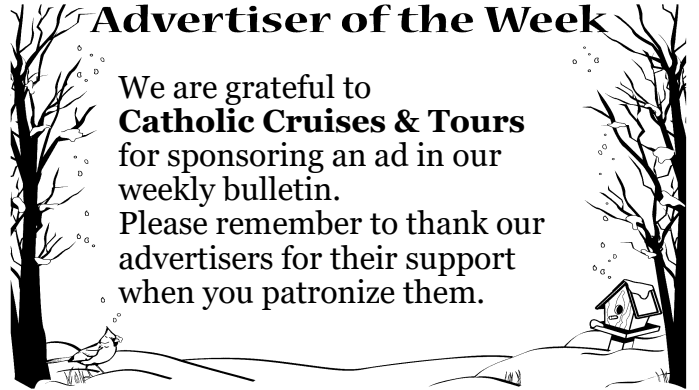 Advertiser of the Week
We are grateful to
Catholic Cruises & Tours
for sponsoring an ad in our
weekly bulletin.
Please remember to thank our
advertisers for their support
when you patronize them.